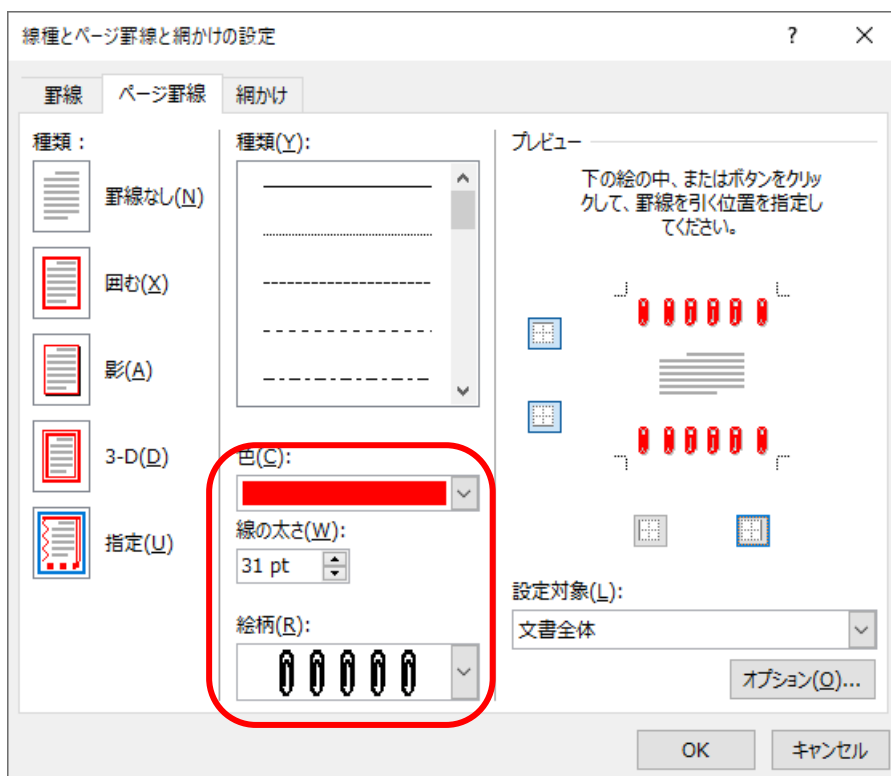 線種とページ罫線と網かけの設定
?
罫線
ページ罫線
網かけ
種類：
罫線なし(N)
囲む(X)
影(A)
3-D(D)
指定(U)
種類(Y):
色(C):
線の太さ(W):
31 pt
絵柄(R):
プレビュー
下の絵の中、またはボタンをクリッ
クして、罫線を引く位置を指定し
てください。
設定対象(L):
文書全体
オプション(O)...
OK
キャンセル